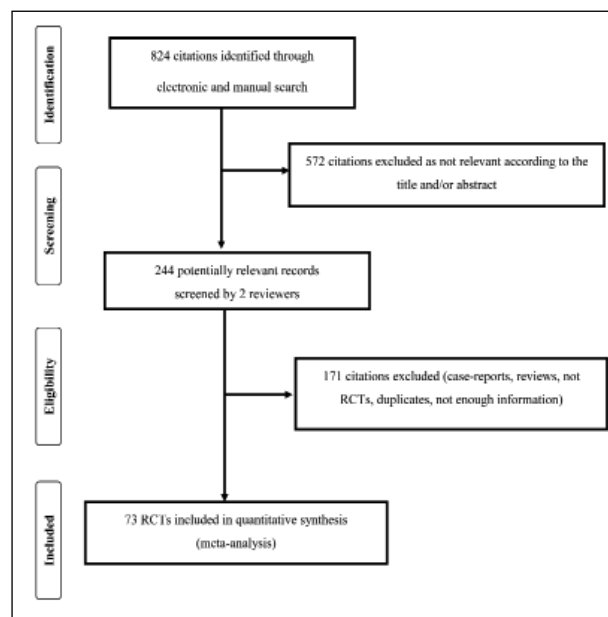 Identification
824 citations identified through
electronic and manual search
572 citations excluded as not relevant according to the
title and/or abstract
Screening
244 potentially relevant records
screened by 2 reviewers
Eligibility
171 citations excluded (case-reports, reviews, not
RCTs, duplicates, not enough information)
Included
73 RCTs included in quantitative synthesis
(meta-analysis)